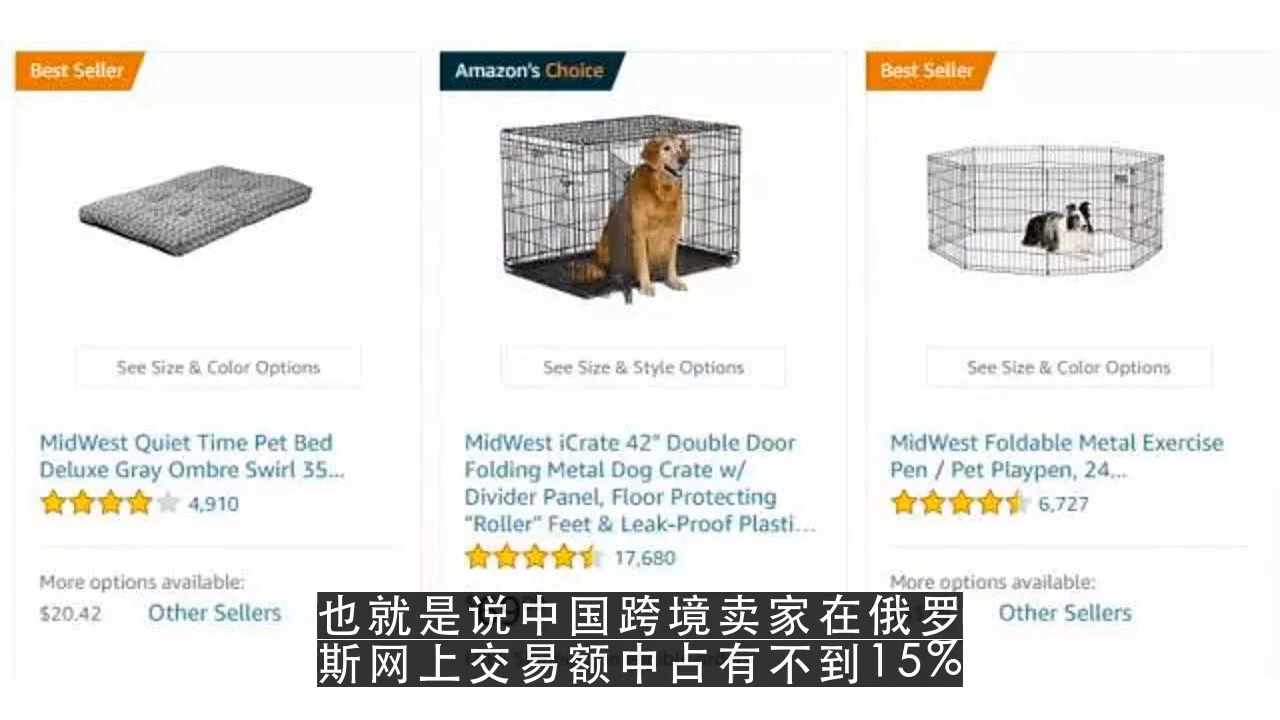 Best Seller
Amazon's Choice
Best Seller
See Size & Color Options
See Size & Style Options
See Size & Color Options
MidWest Quiet Time Pet Bed
Deluxe Gray Ombre Swirl 35...
4,910
More options available:
$20.42 Other Sellers
MidWest iCrate 42" Double Door
Folding Metal Dog Crate w/
Divider Panel, Floor Protecting
"Roller" Feet & Leak-Proof Plasti...
17,680
MidWest Foldable Metal Exercise
Pen / Pet Playpen, 24...
6,727
More options available:
Other Sellers
也就是说中国跨境卖家在俄罗
斯网上交易额中占有不到15%